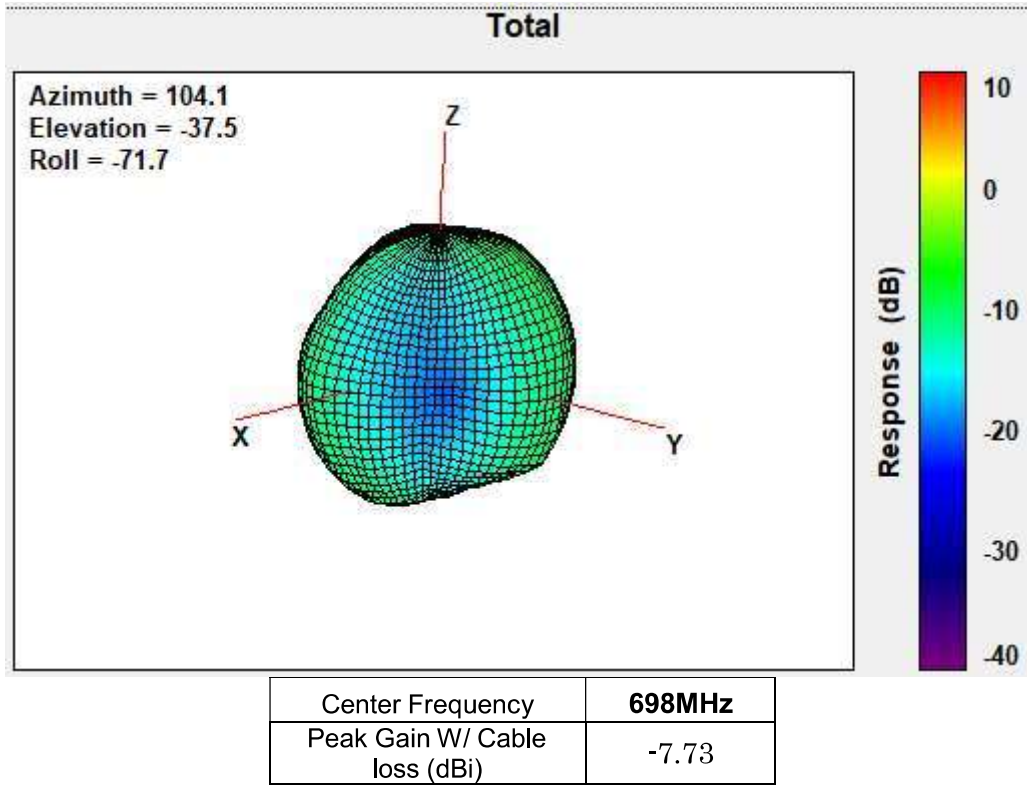 Total
Azimuth = 104.1
Elevation = -37.5
Roll = -71.7
Z
X
Y
10
0
-10
-20
-30
-40
Response (dB)
Center Frequency 698MHz
Peak Gain W/ Cable
loss (dBi) -7.73